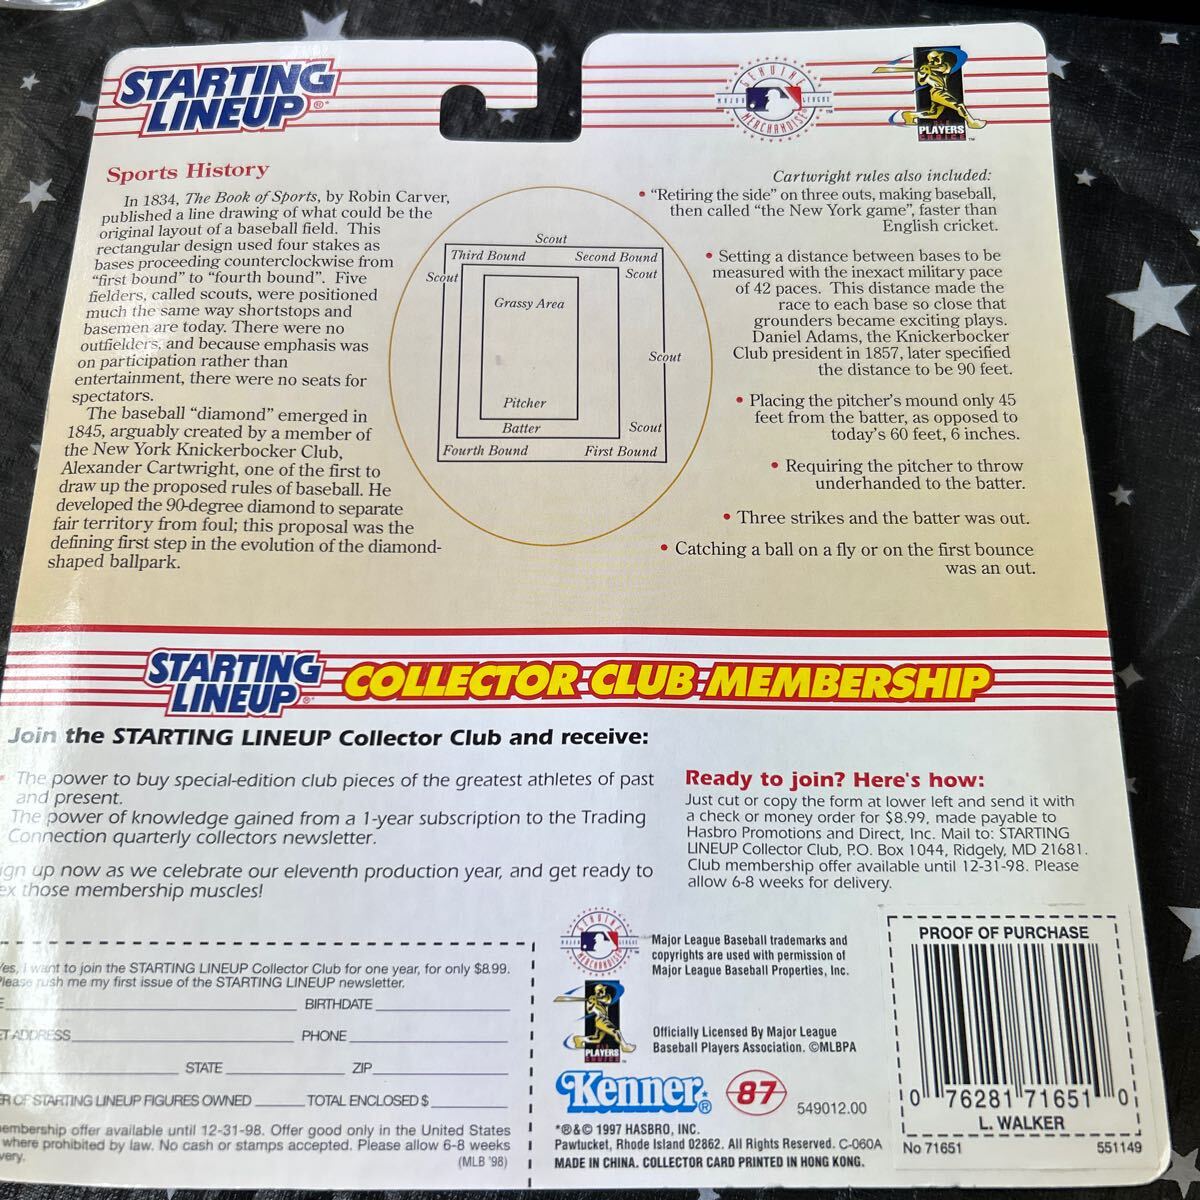 STARTING
LINEUP®*
GENUINE
MAJOR LEAGUE
MERCHANDISE
TM
PLAYERS
CHOICE
TM
Sports History
In 1834, The Book of Sports, by Robin Carver,
published a line drawing of what could be the
original layout of a baseball field. This
rectangular design used four stakes as
bases proceeding counterclockwise from
“first bound” to “fourth bound”. Five
fielders, called scouts, were positioned
much the same way shortstops and
basemen are today. There were no
outfielders, and because emphasis was
on participation rather than
entertainment, there were no seats for
spectators.
The baseball “diamond” emerged in
1845, arguably created by a member of
the New York Knickerbocker Club,
Alexander Cartwright, one of the first to
draw up the proposed rules of baseball. He
developed the 90-degree diamond to separate
fair territory from foul; this proposal was the
defining first step in the evolution of the diamond-
shaped ballpark.
Scout
Third Bound
Second Bound
Scout
Scout
Grassy Area
Scout
Pitcher
Batter
Scout
Fourth Bound
First Bound
Cartwright rules also included:
• “Retiring the side” on three outs, making baseball,
then called “the New York game”, faster than
English cricket.
• Setting a distance between bases to be
measured with the inexact military pace
of 42 paces. This distance made the
race to each base so close that
grounders became exciting plays.
Daniel Adams, the Knickerbocker
Club president in 1857, later specified
the distance to be 90 feet.
• Placing the pitcher's mound only 45
feet from the batter, as opposed to
today's 60 feet, 6 inches.
• Requiring the pitcher to throw
underhanded to the batter.
• Three strikes and the batter was out.
• Catching a ball on a fly or on the first bounce
was an out.
STARTING
LINEUP®
COLLECTOR CLUB MEMBERSHIP
Join the STARTING LINEUP Collector Club and receive:
• The power to buy special-edition club pieces of the greatest athletes of past
and present.
The power of knowledge gained from a 1-year subscription to the Trading
Connection quarterly collectors newsletter.
ign up now as we celebrate our eleventh production year, and get ready to
ex those membership muscles!
Ready to join? Here's how:
Just cut or copy the form at lower left and send it with
a check or money order for $8.99, made payable to
Hasbro Promotions and Direct, Inc. Mail to: STARTING
LINEUP Collector Club, P.O. Box 1044, Ridgely, MD 21681.
Club membership offer available until 12-31-98. Please
allow 6-8 weeks for delivery.
Yes, I want to join the STARTING LINEUP Collector Club for one year, for only $8.99.
Please rush me my first issue of the STARTING LINEUP newsletter.
E BIRTHDATE
ET ADDRESS PHONE
STATE ZIP
ER OF STARTING LINEUP FIGURES OWNED TOTAL ENCLOSED $
embership offer available until 12-31-98. Offer good only in the United States
where prohibited by law. No cash or stamps accepted. Please allow 6-8 weeks
very.
(MLB '98)
GENUINE
MAJOR LEAGUE
MERCHANDISE
Major League Baseball trademarks and
copyrights are used with permission of
Major League Baseball Properties, Inc.
PLAYERS
CHOICE
Officially Licensed By Major League
Baseball Players Association. ©MLBPA
Kenner®
87
549012.00
*®&© 1997 HASBRO, INC.
Pawtucket, Rhode Island 02862. All Rights Reserved. C-060A
MADE IN CHINA. COLLECTOR CARD PRINTED IN HONG KONG.
PROOF OF PURCHASE
0 76281 71651 0
L. WALKER
No 71651
551149